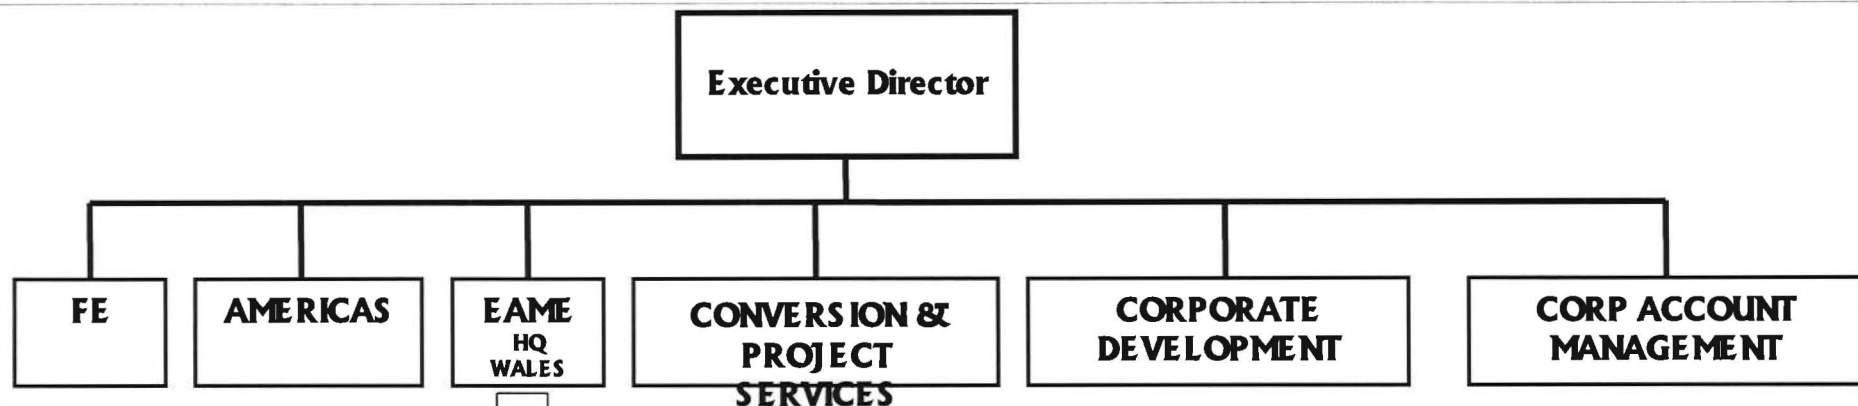 Executive Director
FE
AMERICAS
EAME
HQ
WALES
CONVERSION &
PROJECT
SERVICES
CORPORATE
DEVELOPMENT
CORP ACCOUNT
MANAGEMENT